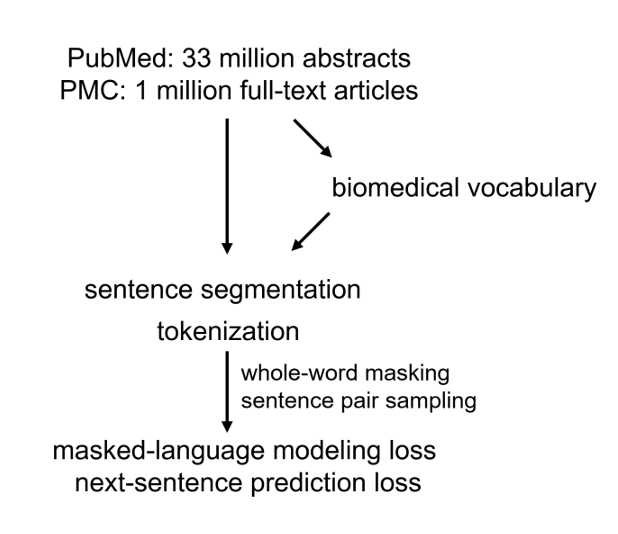 PubMed: 33 million abstracts
PMC: 1 million full-text articles
biomedical vocabulary
sentence segmentation
tokenization
whole-word masking
sentence pair sampling
masked-language modeling loss
next-sentence prediction loss